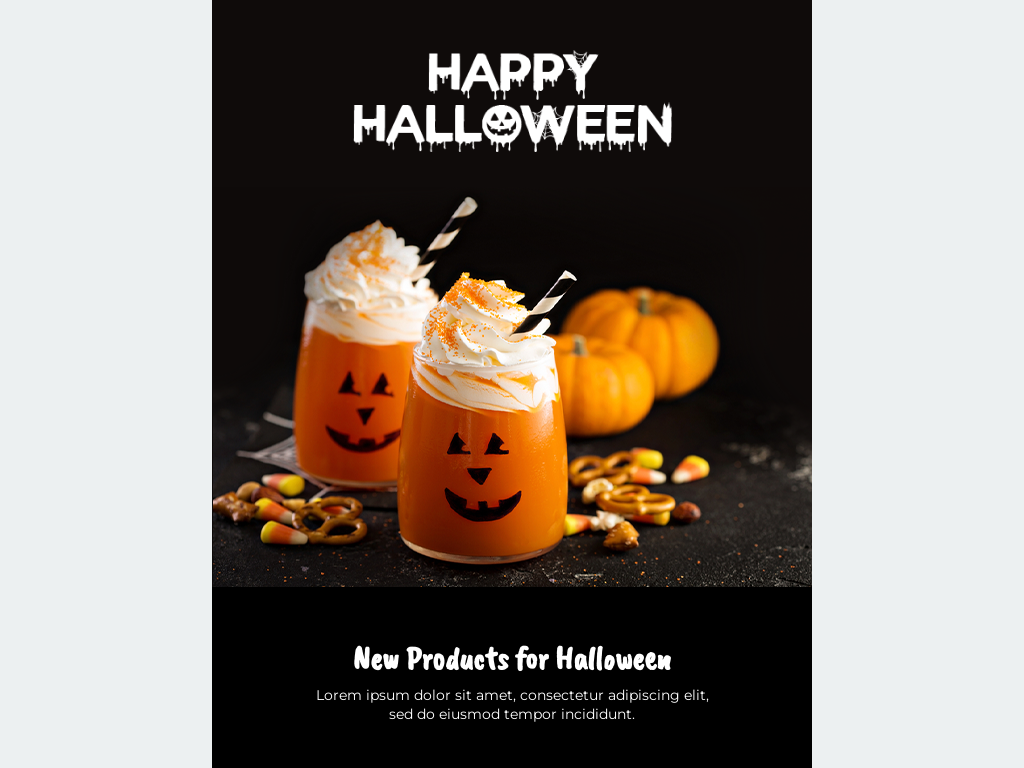 HAPPY
HALLOWEEN
New Products for Halloween
Lorem ipsum dolor sit amet, consectetur adipiscing elit,
sed do eiusmod tempor incididunt.